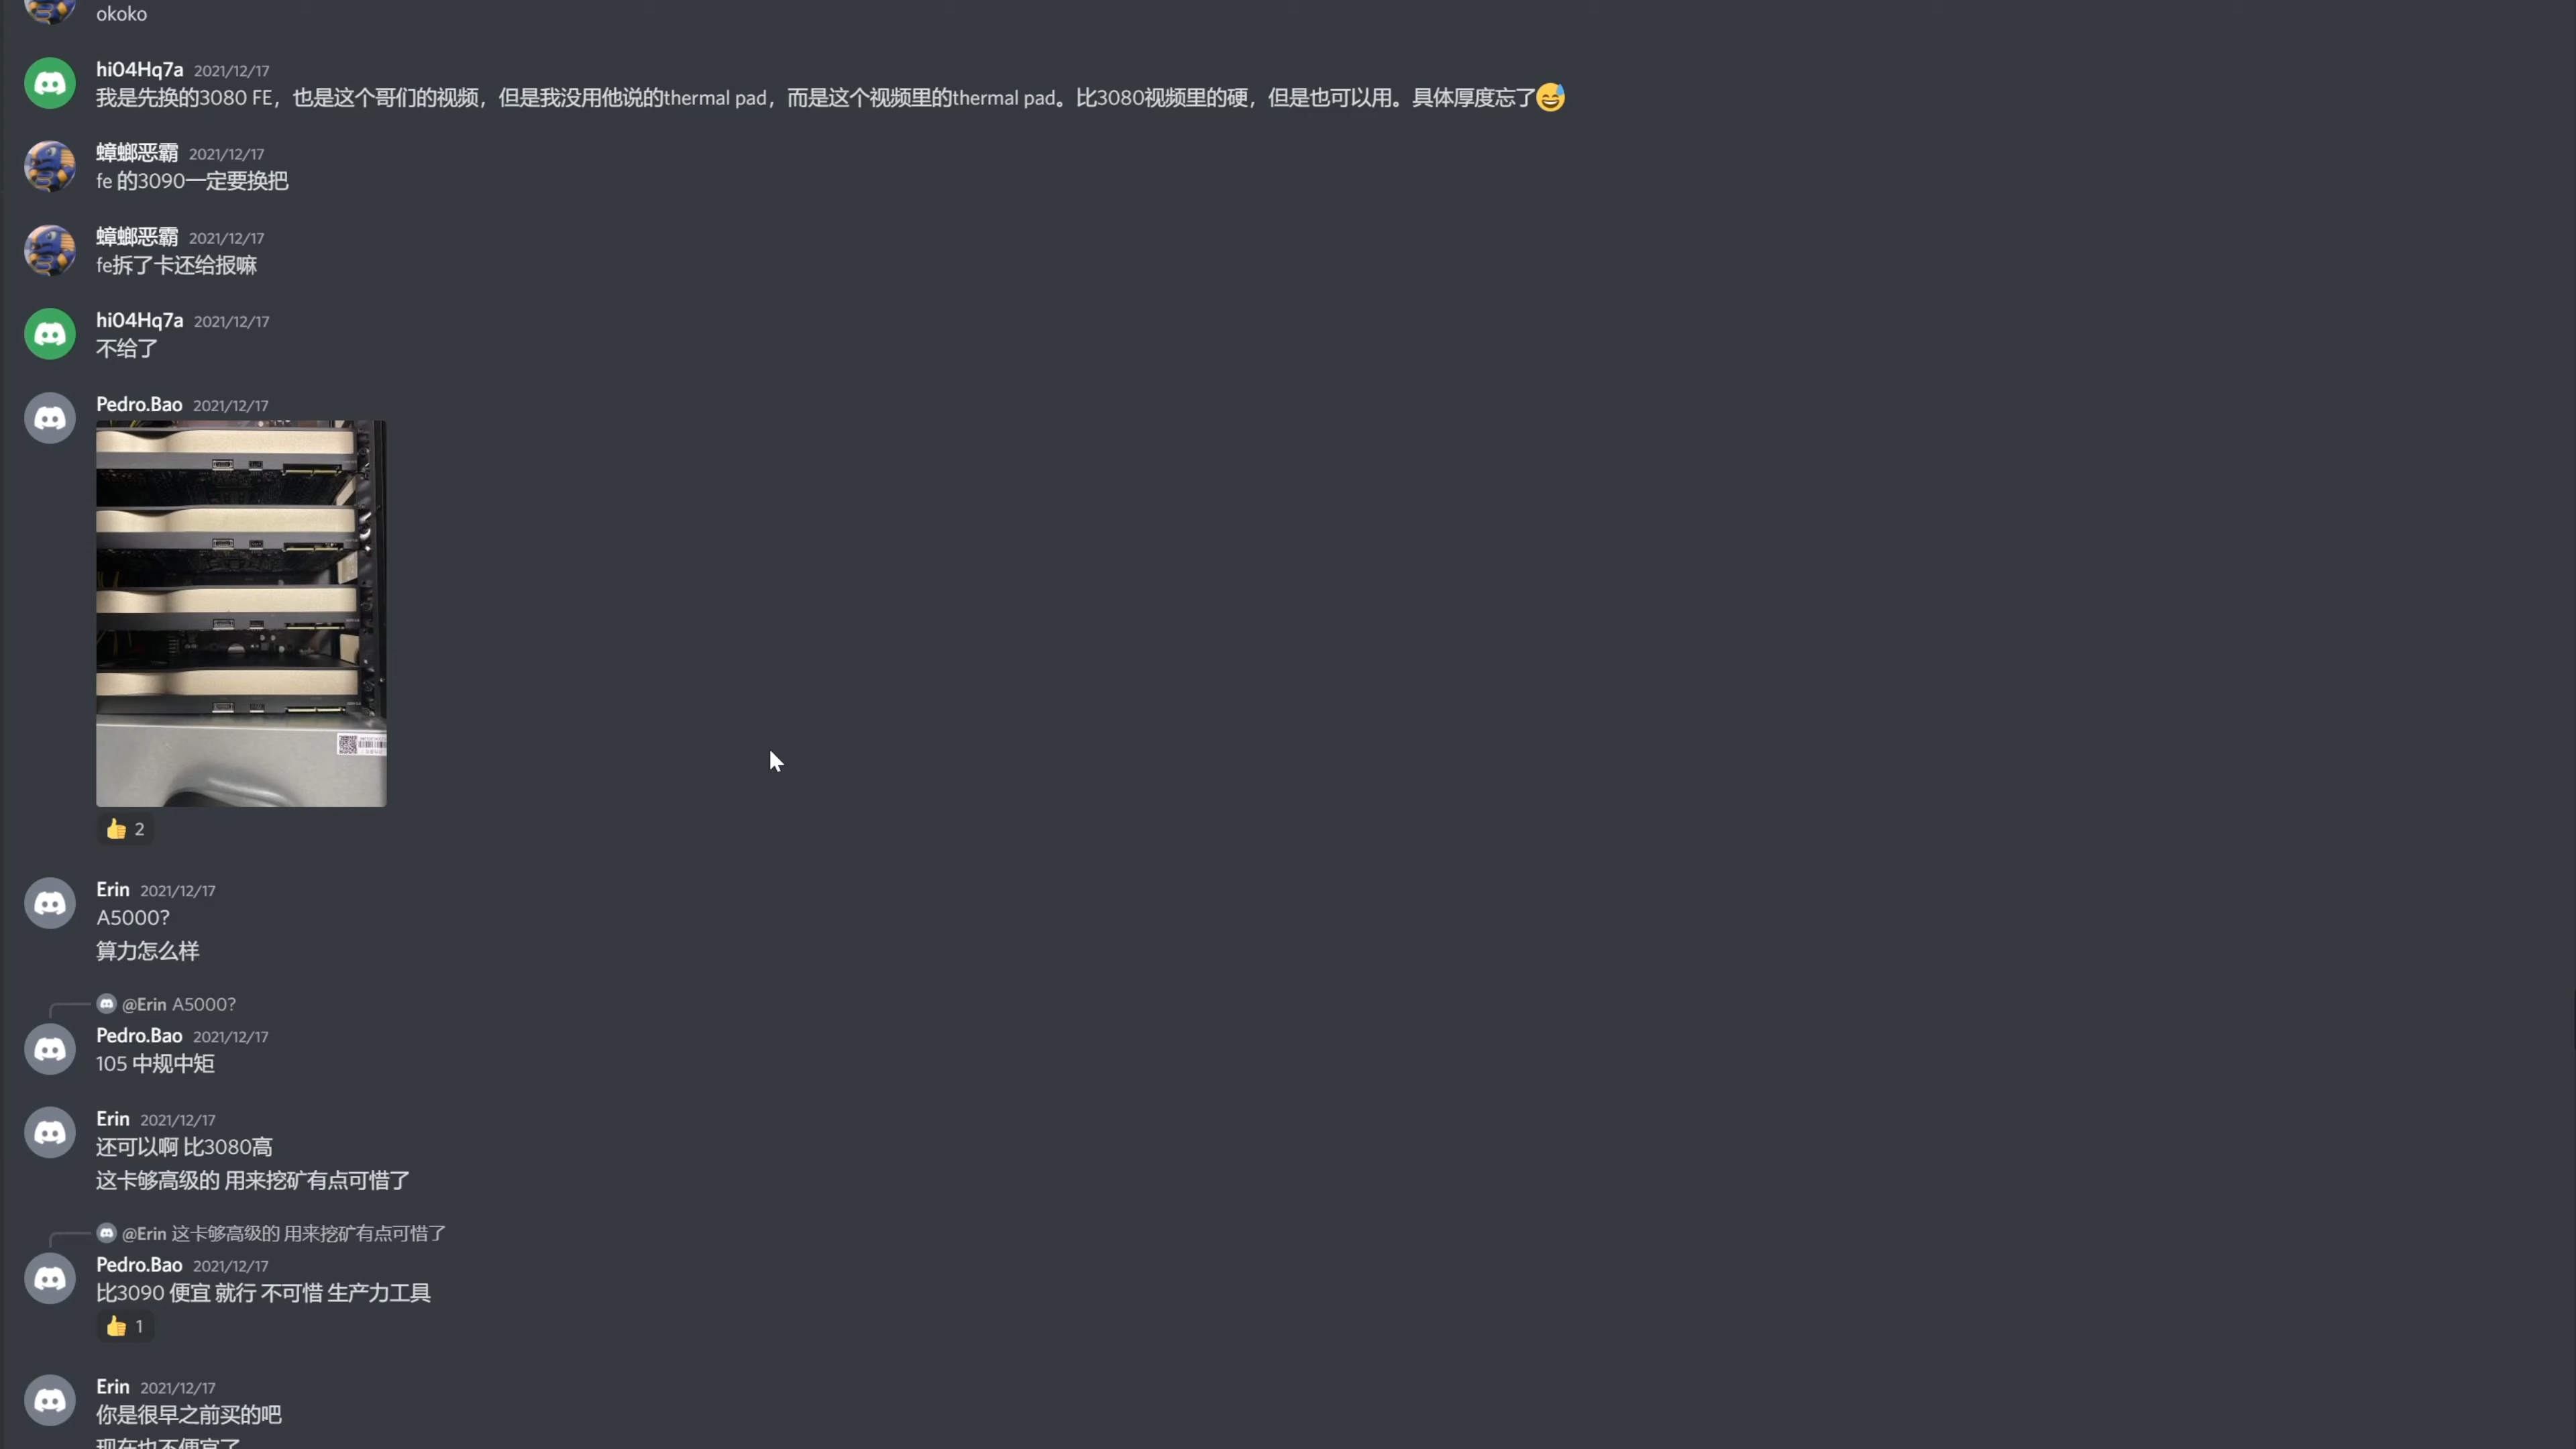 okoko
hi04Hq7a 2021/12/17
我是先换的3080 FE，也是这个哥们的视频，但是我没用他说的thermal pad，而是这个视频里的thermal pad。比3080视频里的硬，但是也可以用。具体厚度忘了😅
蟑螂恶霸 2021/12/17
fe 的3090一定要换把
蟑螂恶霸 2021/12/17
fe拆了卡还给报嘛
hi04Hq7a 2021/12/17
不给了
Pedro.Bao 2021/12/17
👍 2
Erin 2021/12/17
A5000?
算力怎么样
@Erin A5000?
Pedro.Bao 2021/12/17
105 中规中矩
Erin 2021/12/17
还可以啊 比3080高
这卡够高级的 用来挖矿有点可惜了
@Erin 这卡够高级的 用来挖矿有点可惜了
Pedro.Bao 2021/12/17
比3090 便宜 就行 不可惜 生产力工具
👍 1
Erin 2021/12/17
你是很早之前买的吧
现在也不便宜了